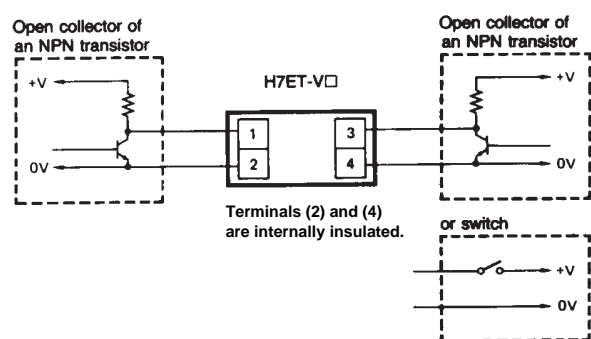 Open collector of
an NPN transistor
+V
0V
H7ET-V□
1
2
3
4
Terminals (2) and (4)
are internally insulated.
Open collector of
an NPN transistor
+V
0V
or switch
+V
0V